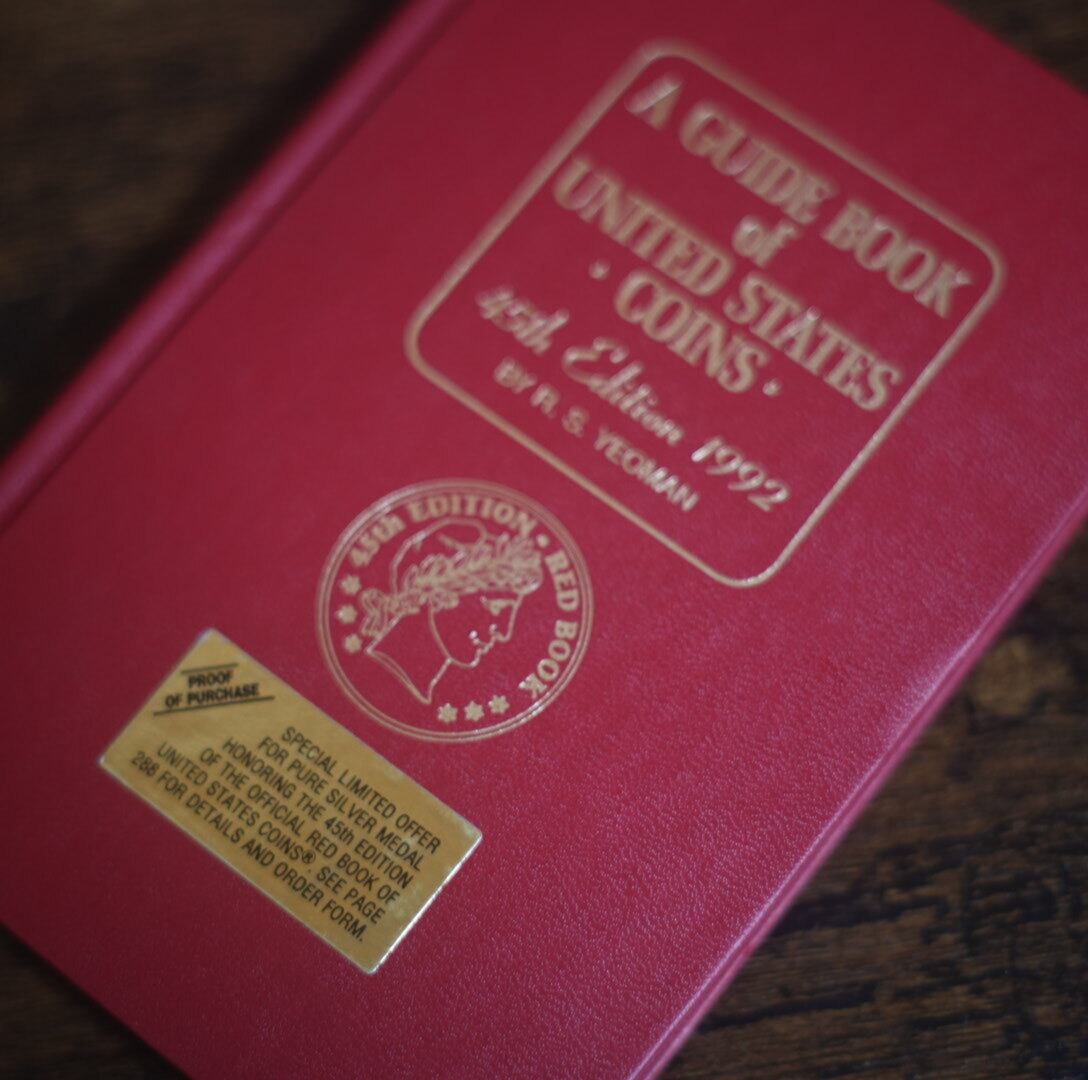 A GUIDE BOOK
of
UNITED STATES
• COINS •
45th Edition 1992
BY R. S. YEOMAN
★★★ 45th EDITION • RED BOOK ★★★
PROOF
OF PURCHASE
SPECIAL LIMITED OFFER
FOR PURE SILVER MEDAL
HONORING THE 45th EDITION
OF THE OFFICIAL RED BOOK OF
UNITED STATES COINS®. SEE PAGE
288 FOR DETAILS AND ORDER FORM.